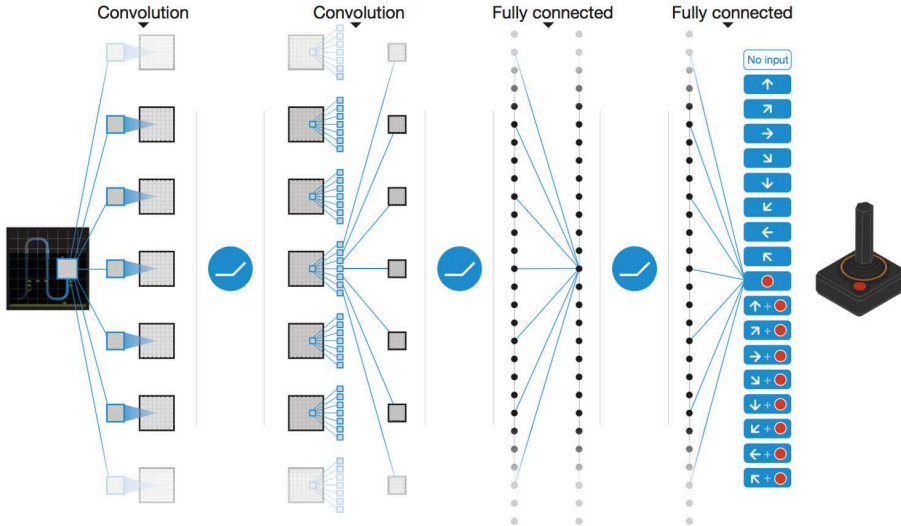 Convolution
Convolution
Fully connected
Fully connected
No input
+
+
+
+
+
+
+
+